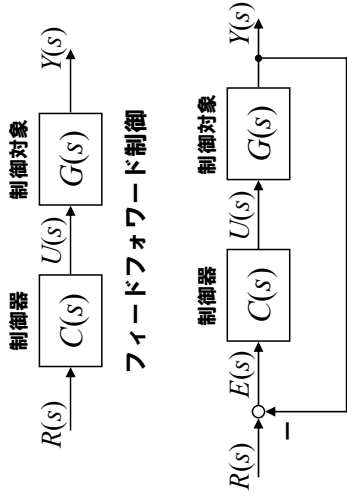 制御器 制御対象
R(s) C(s) U(s) G(s) Y(s)
フィードフォワード制御
制御器 制御対象
R(s) E(s) C(s) U(s) G(s) Y(s)
−